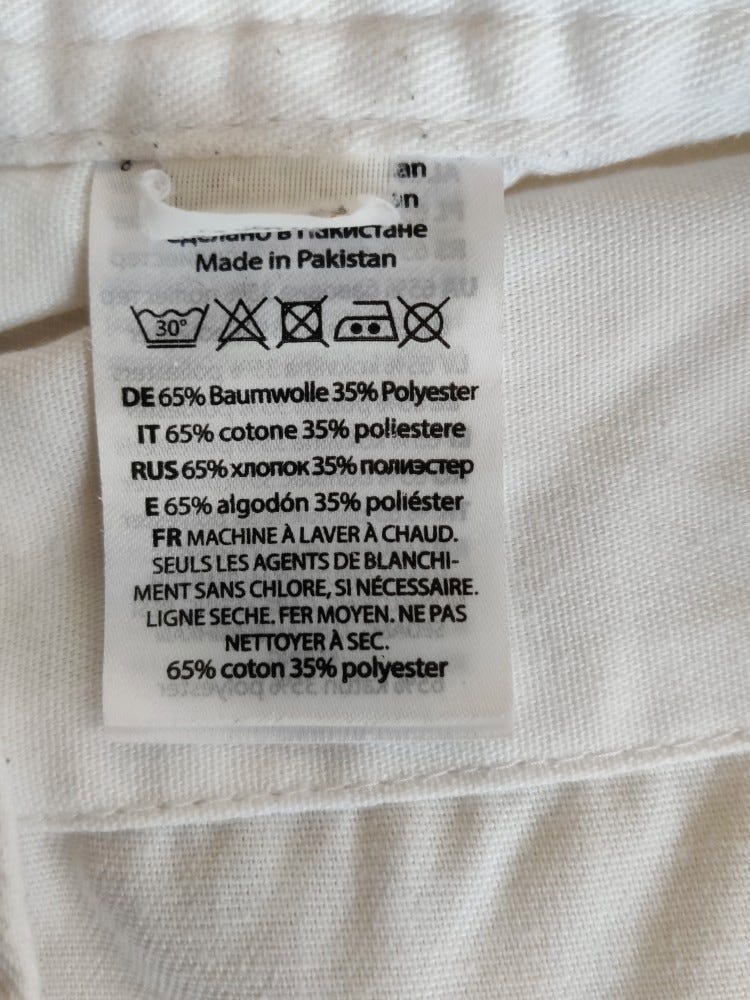 an
an
сделано в Пакистане
Made in Pakistan
30°
DE 65% Baumwolle 35% Polyester
IT 65% cotone 35% poliestere
RUS 65% хлопок 35% полиэстер
E 65% algodón 35% poliéster
FR MACHINE À LAVER À CHAUD.
SEULS LES AGENTS DE BLANCHI-
MENT SANS CHLORE, SI NÉCESSAIRE.
LIGNE SECHE. FER MOYEN. NE PAS
NETTOYER À SEC.
65% coton 35% polyester